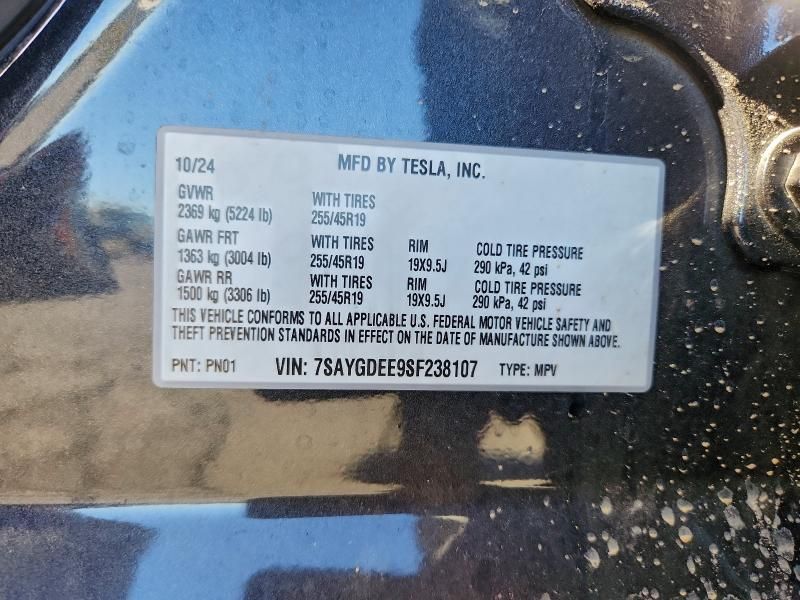 10/24 MFD BY TESLA, INC.
GVWR WITH TIRES
2369 kg (5224 lb) 255/45R19
GAWR FRT WITH TIRES RIM COLD TIRE PRESSURE
1363 kg (3004 lb) 255/45R19 19X9.5J 290 kPa, 42 psi
GAWR RR WITH TIRES RIM COLD TIRE PRESSURE
1500 kg (3306 lb) 255/45R19 19X9.5J 290 kPa, 42 psi
THIS VEHICLE CONFORMS TO ALL APPLICABLE U.S. FEDERAL MOTOR VEHICLE SAFETY AND
THEFT PREVENTION STANDARDS IN EFFECT ON THE DATE OF MANUFACTURE SHOWN ABOVE.
PNT: PN01 VIN: 7SAYGDEE9SF238107 TYPE: MPV